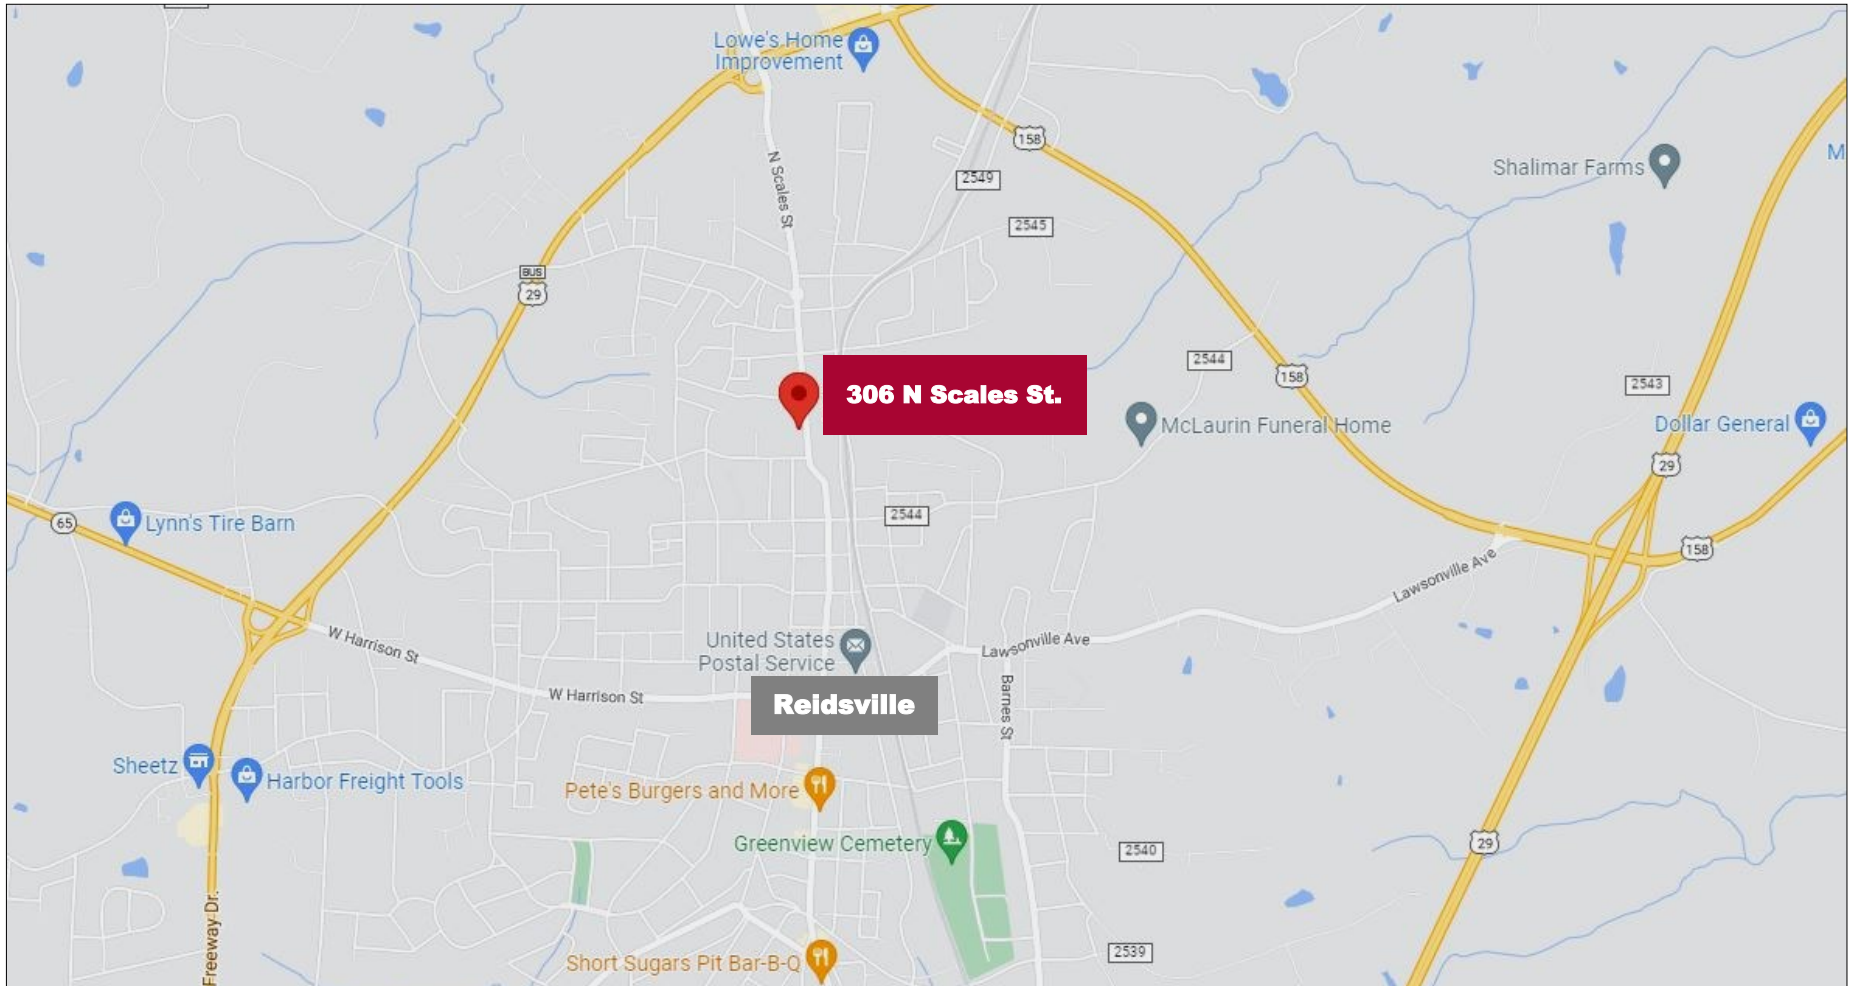 Lowe's Home
Improvement
158
N Scales St
2549
Shalimar Farms
M
2545
BUS
29
2544
158
2543
306 N Scales St.
McLaurin Funeral Home
Dollar General
29
65
Lynn's Tire Barn
2544
158
Lawsonville Ave
W Harrison St
United States
Postal Service
Lawsonville Ave
W Harrison St
Barnes St
Reidsville
Sheetz
Harbor Freight Tools
Pete's Burgers and More
Greenview Cemetery
2540
29
Freeway Dr.
Short Sugars Pit Bar-B-Q
2539